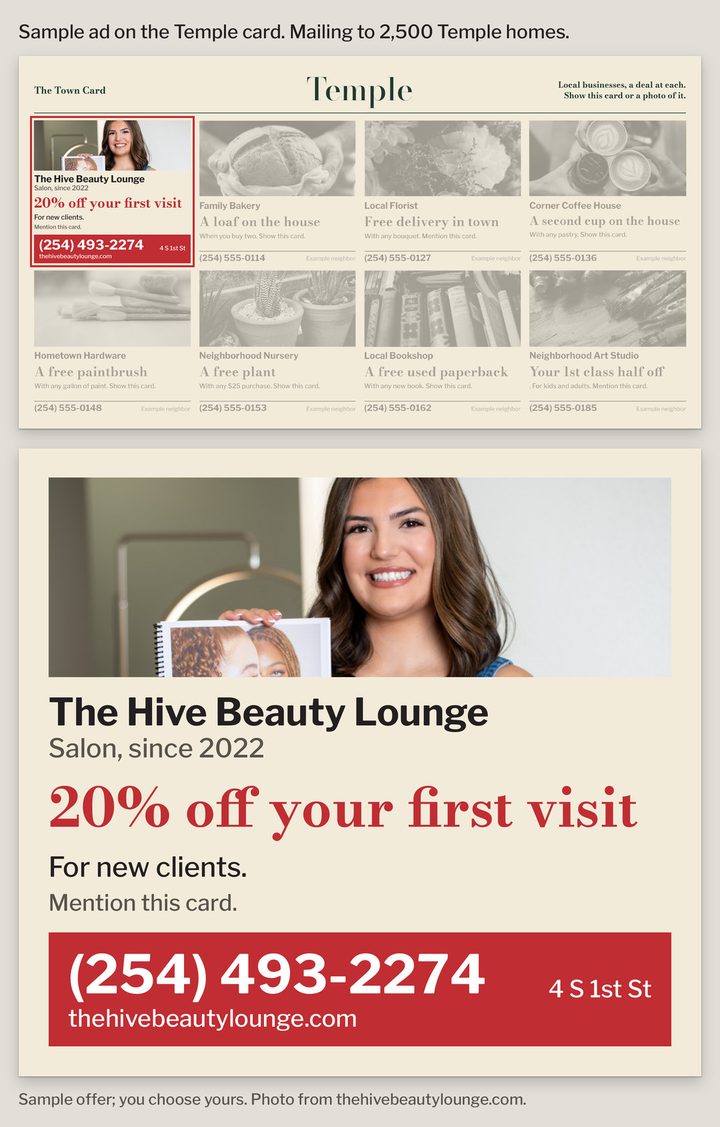 Sample ad on the Temple card. Mailing to 2,500 Temple homes.
The Town Card
Temple
Local businesses, a deal at each.
Show this card or a photo of it.
The Hive Beauty Lounge
Salon, since 2022
20% off your first visit
For new clients.
Mention this card.
(254) 493-2274
4 S 1st St
thehivebeautylounge.com
Family Bakery
A loaf on the house
When you buy two. Show this card.
(254) 555-0114
Example neighbor
Local Florist
Free delivery in town
With any bouquet. Mention this card.
(254) 555-0127
Example neighbor
Corner Coffee House
A second cup on the house
With any pastry. Show this card.
(254) 555-0136
Example neighbor
Hometown Hardware
A free paintbrush
With any gallon of paint. Show this card.
(254) 555-0148
Example neighbor
Neighborhood Nursery
A free plant
With any $25 purchase. Show this card.
(254) 555-0153
Example neighbor
Local Bookshop
A free used paperback
With any new book. Show this card.
(254) 555-0162
Example neighbor
Neighborhood Art Studio
Your 1st class half off
For kids and adults. Mention this card.
(254) 555-0185
Example neighbor
The Hive Beauty Lounge
Salon, since 2022
20% off your first visit
For new clients.
Mention this card.
(254) 493-2274
4 S 1st St
thehivebeautylounge.com
Sample offer; you choose yours. Photo from thehivebeautylounge.com.